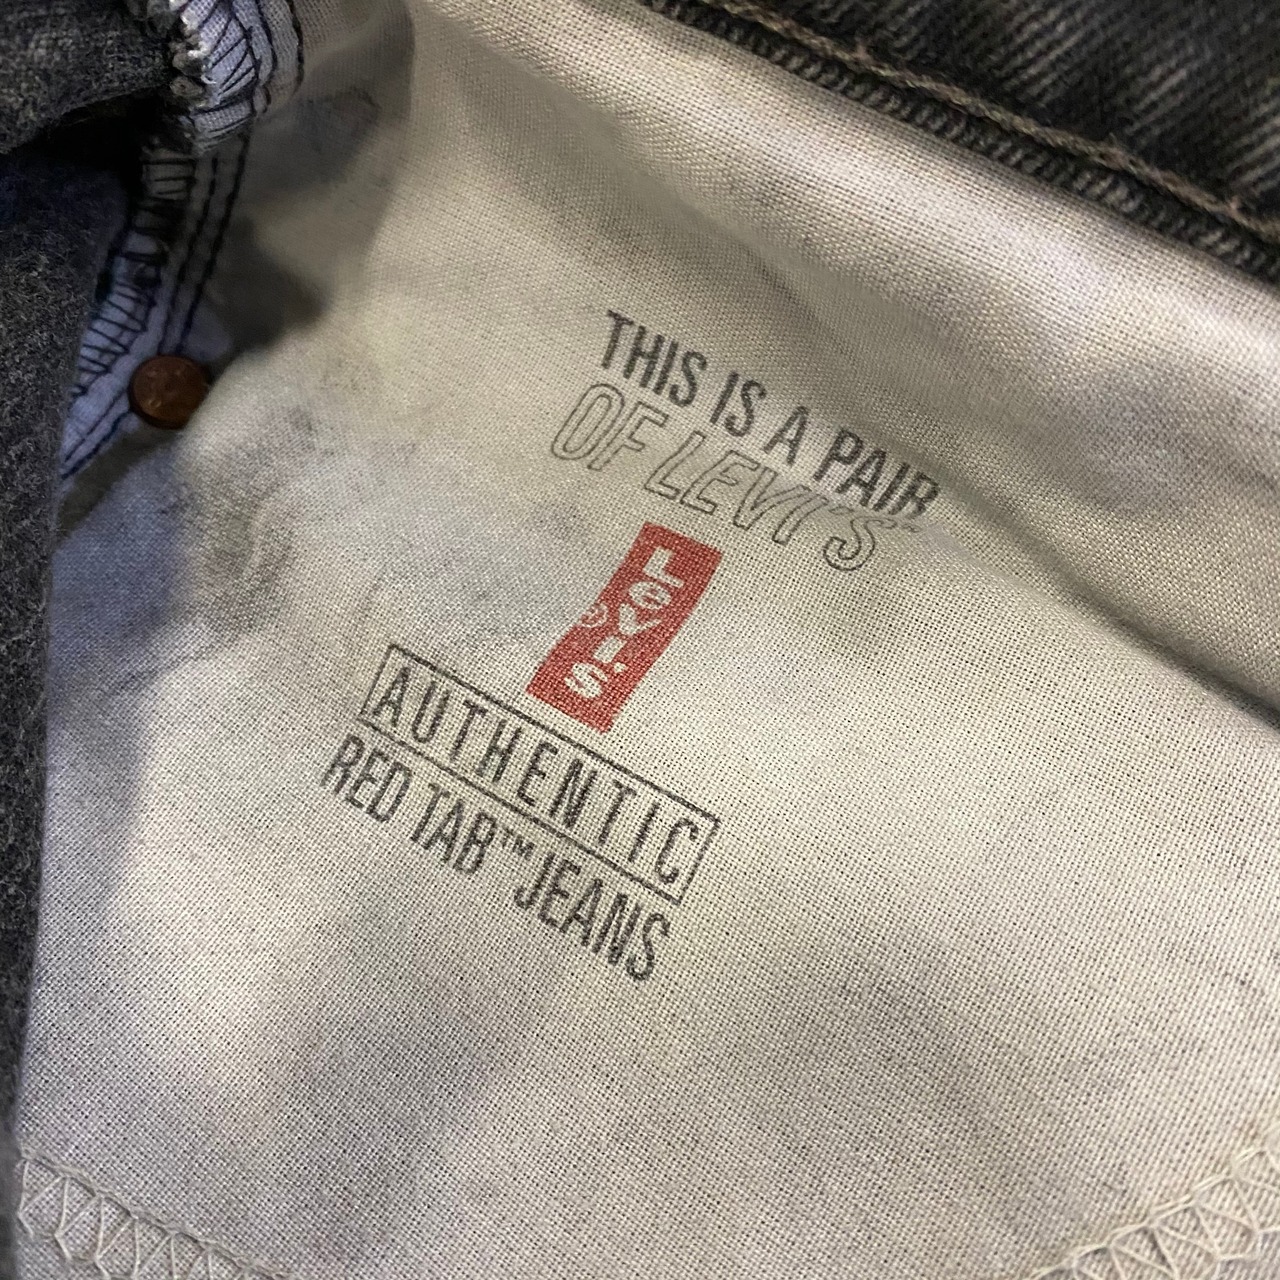 THIS IS A PAIR
OF LEVI'S
Levi's®
AUTHENTIC
RED TAB™ JEANS